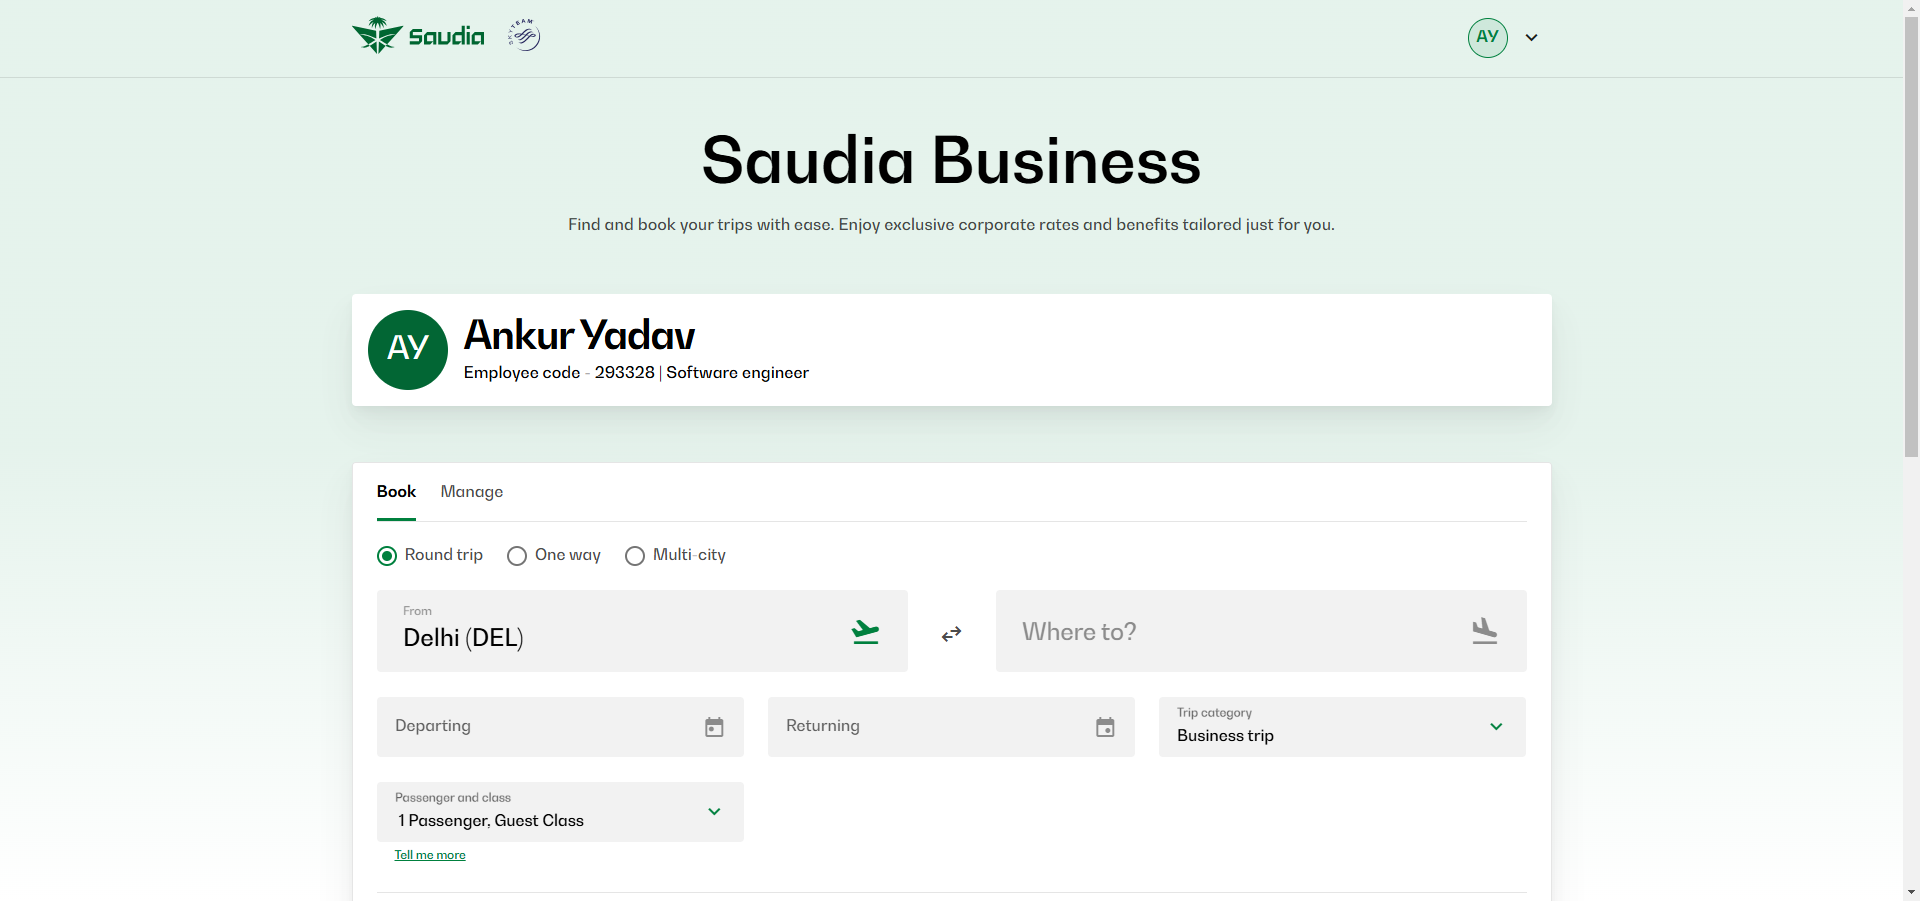 Saudia
SKYTEAM
AY
Saudia Business
Find and book your trips with ease. Enjoy exclusive corporate rates and benefits tailored just for you.
AY
Ankur Yadav
Employee code - 293328 | Software engineer
Book
Manage
Round trip
One way
Multi-city
From
Delhi (DEL)
Where to?
Departing
Returning
Trip category
Business trip
Passenger and class
1 Passenger, Guest Class
Tell me more